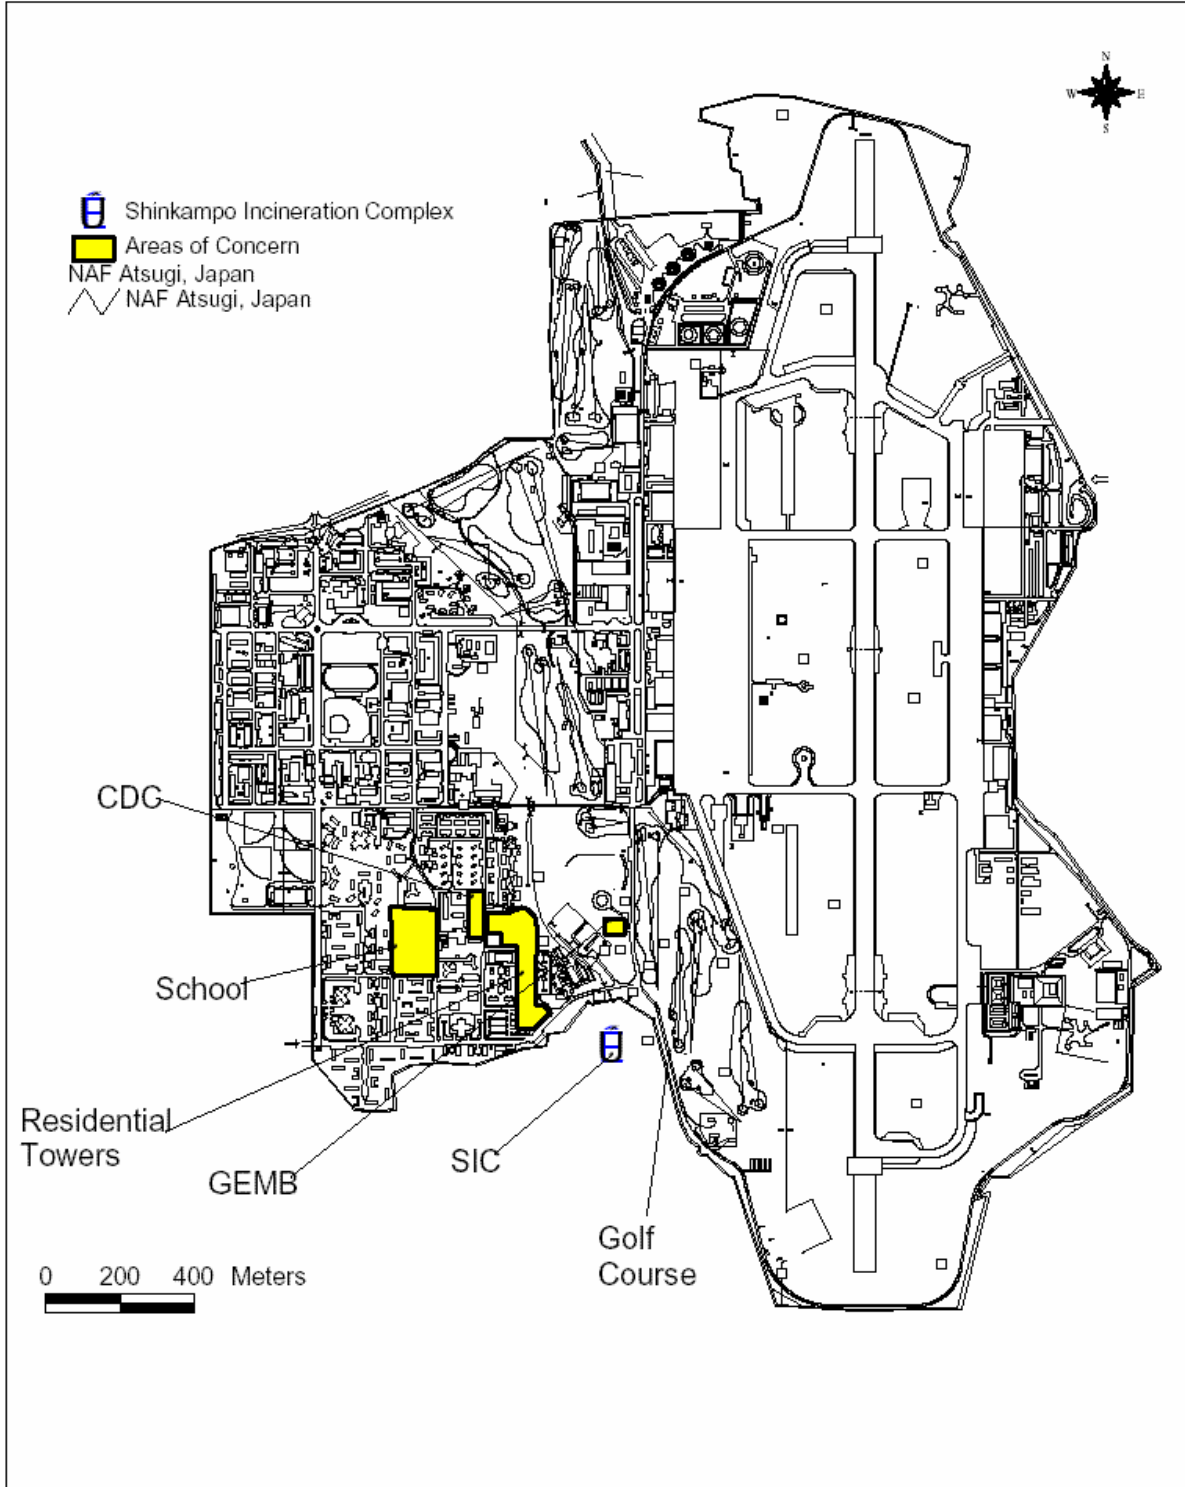 N
W
E
S
Shinkampo Incineration Complex
Areas of Concern
NAF Atsugi, Japan
NAF Atsugi, Japan
CDC
School
Residential
Towers
GEMB
SIC
Golf
Course
0 200 400 Meters